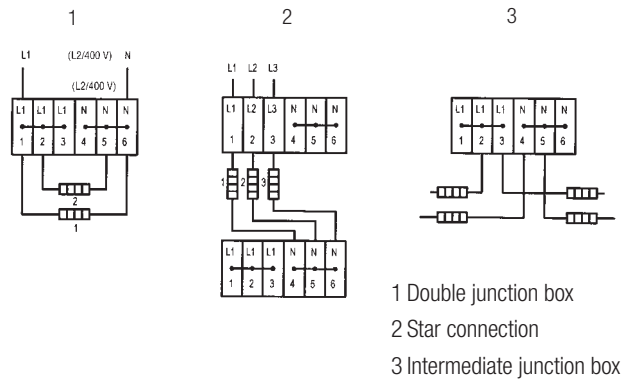 1 2 3
L1 (L2/400 V) N
(L2/400 V)
L1 L1 L1 N N N
1 2 3 4 5 6
2
1
L1 L2 L3
L1 L2 L3 N N N
1 2 3 4 5 6
1 2 3
L1 L1 L1 N N N
1 2 3 4 5 6
L1 L1 L1 N N N
1 2 3 4 5 6
1 Double junction box
2 Star connection
3 Intermediate junction box